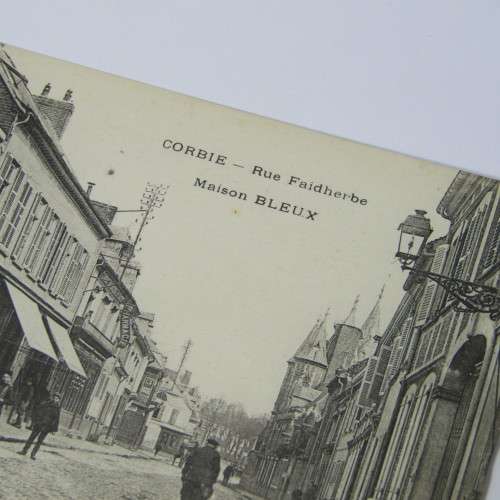 CORBIE — Rue Faidherbe
Maison BLEUX